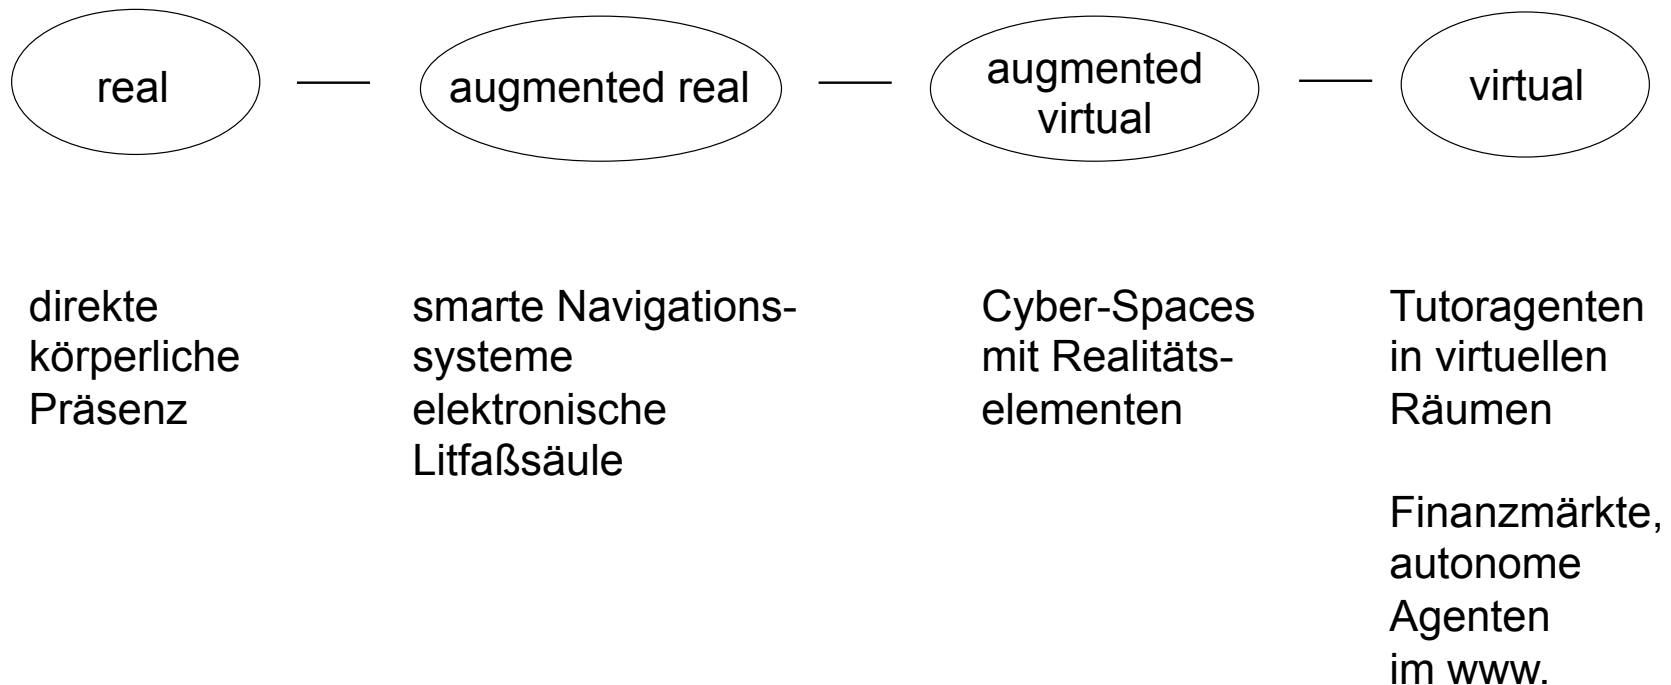 real
augmented real
augmented
virtual
virtual
direkte
körperliche
Präsenz
smarte Navigations-
systeme
elektronische
Litfaßsäule
Cyber-Spaces
mit Realitäts-
elementen
Tutoragenten
in virtuellen
Räumen
Finanzmärkte,
autonome
Agenten
im www.